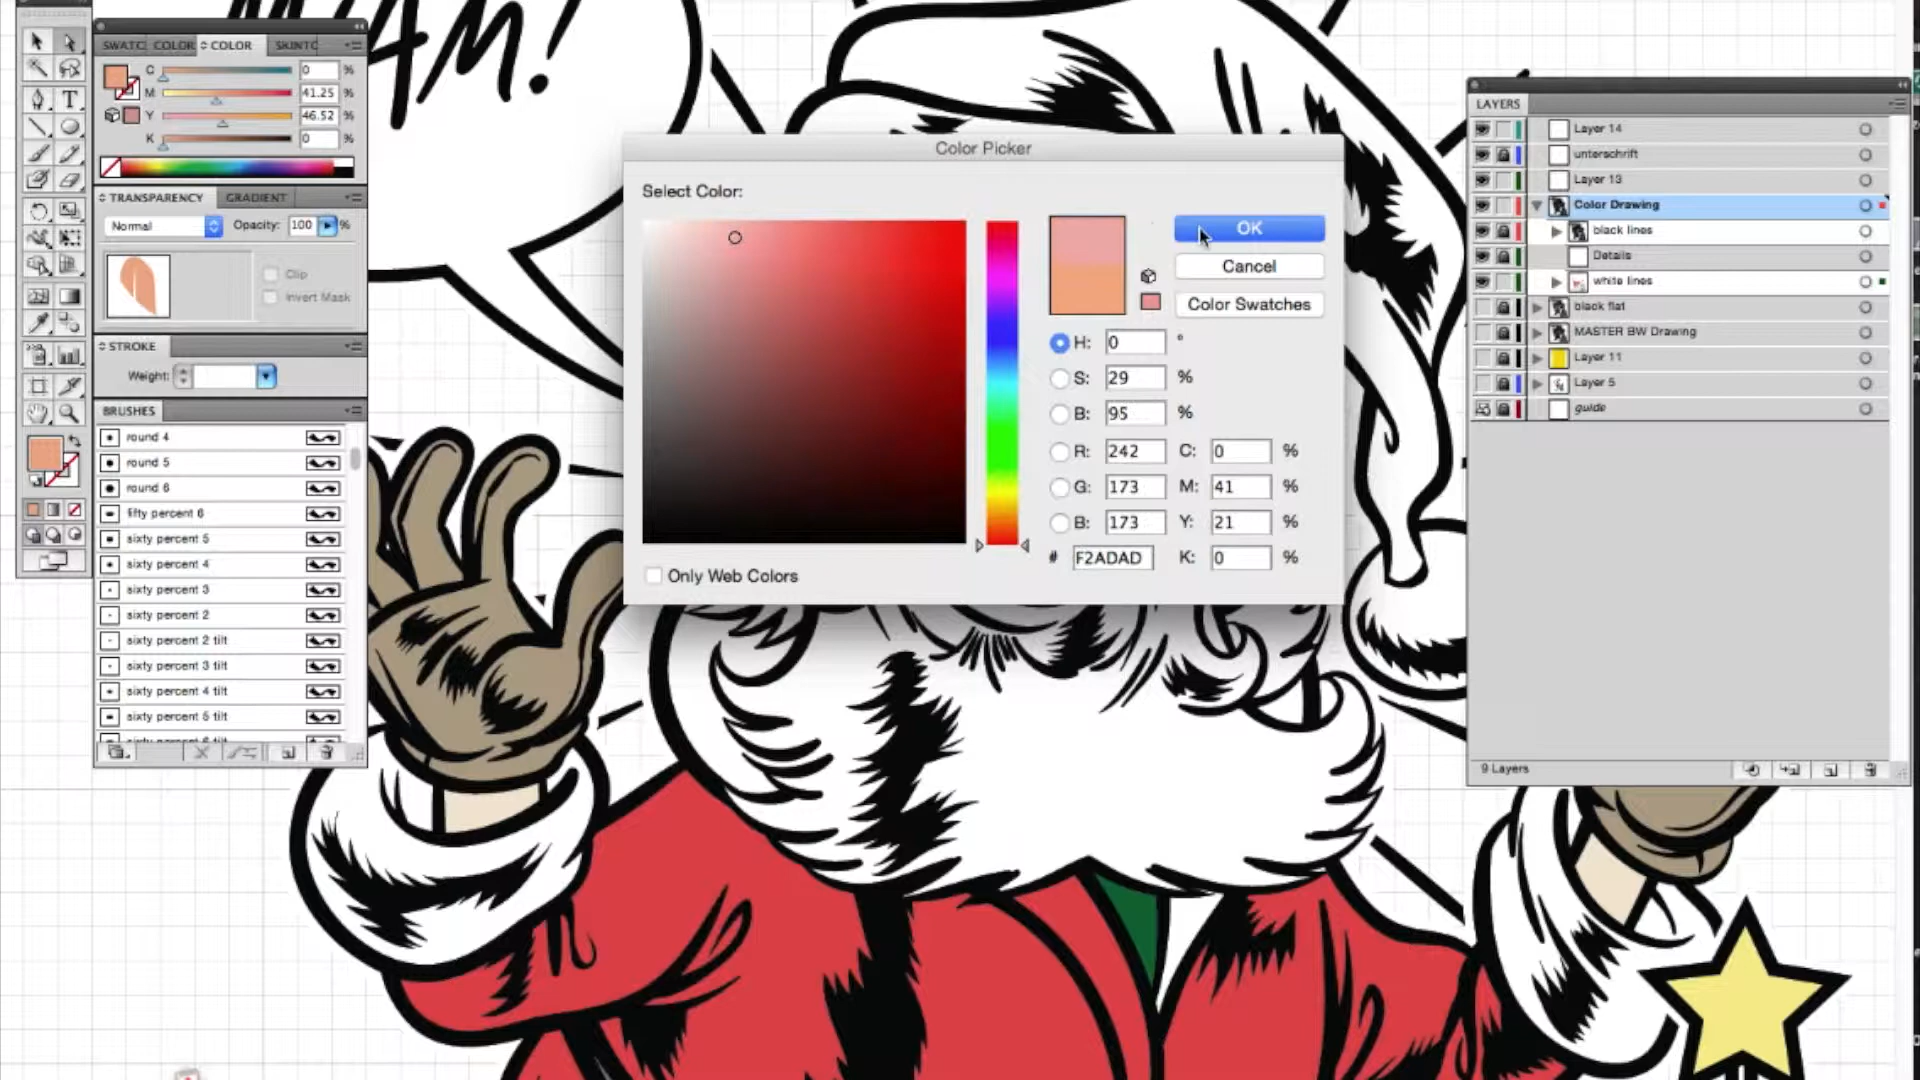 AM!
SWATC COLOR COLOR SKINTO
C 0 %
M 41.25 %
Y 46.52 %
K 0 %
TRANSPARENCY GRADIENT
Normal Opacity: 100 %
Clip
Invert Mask
STROKE
Weight:
BRUSHES
round 4
round 5
round 6
fifty percent 6
sixty percent 5
sixty percent 4
sixty percent 3
sixty percent 2
sixty percent 2 tilt
sixty percent 3 tilt
sixty percent 4 tilt
sixty percent 5 tilt
sixty percent 6 tilt
T
Color Picker
Select Color:
OK
Cancel
Color Swatches
H: 0 °
S: 29 %
B: 95 %
R: 242 C: 0 %
G: 173 M: 41 %
B: 173 Y: 21 %
# F2ADAD K: 0 %
Only Web Colors
LAYERS
Layer 14
unterschrift
Layer 13
Color Drawing
black lines
Details
white lines
black flat
MASTER BW Drawing
Layer 11
Layer 5
guide
9 Layers